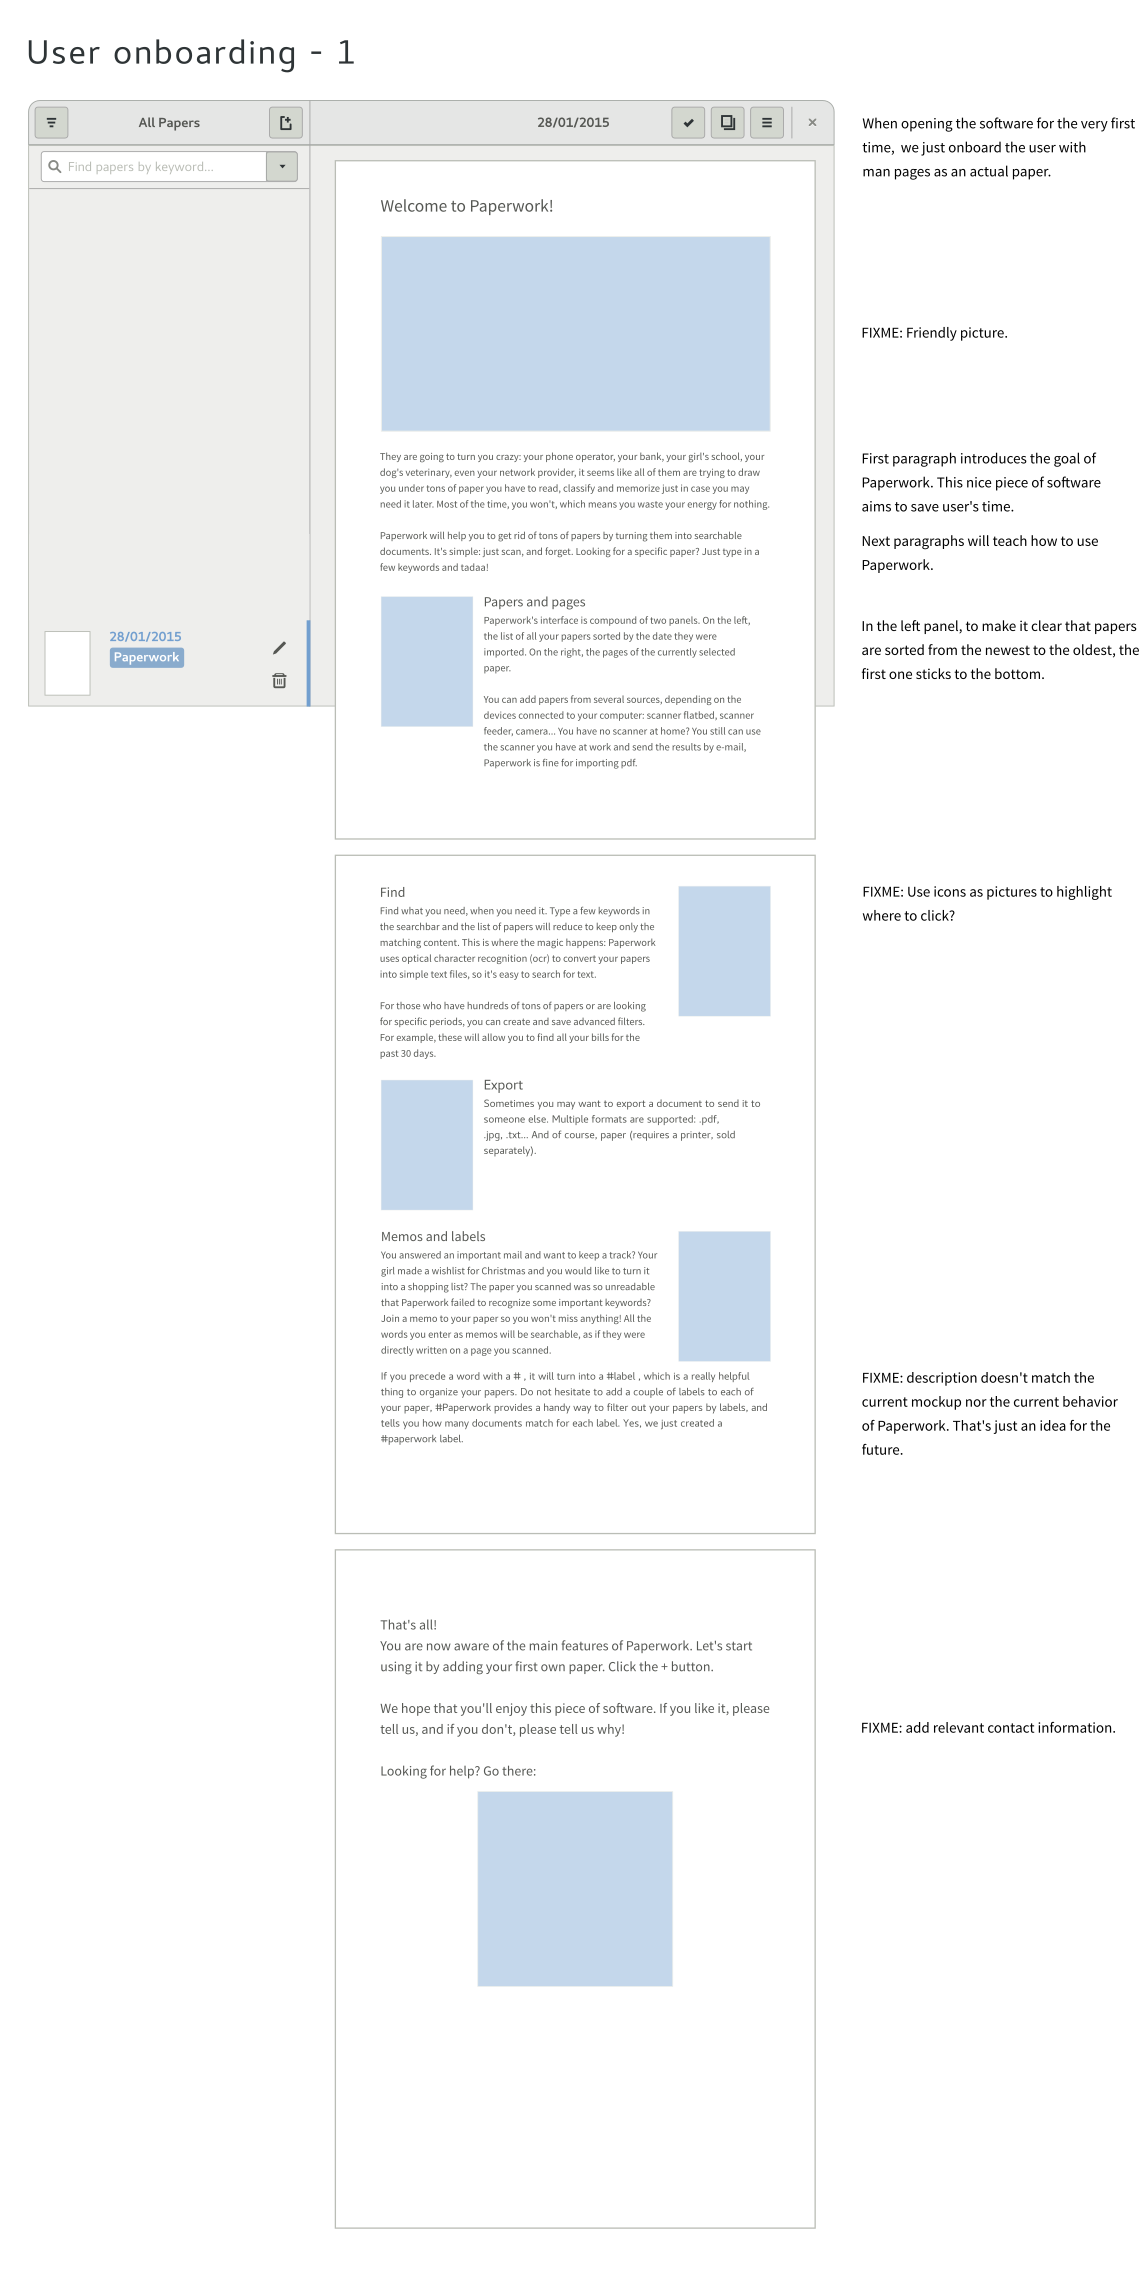 User onboarding - 1
All Papers
28/01/2015
Find papers by keyword...
28/01/2015
Paperwork
Welcome to Paperwork!
They are going to turn you crazy: your phone operator, your bank, your girl's school, your
dog's veterinary, even your network provider, it seems like all of them are trying to draw
you under tons of paper you have to read, classify and memorize just in case you may
need it later. Most of the time, you won't, which means you waste your energy for nothing.
Paperwork will help you to get rid of tons of papers by turning them into searchable
documents. It's simple: just scan, and forget. Looking for a specific paper? Just type in a
few keywords and tadaa!
Papers and pages
Paperwork's interface is compound of two panels. On the left,
the list of all your papers sorted by the date they were
imported. On the right, the pages of the currently selected
paper.
You can add papers from several sources, depending on the
devices connected to your computer: scanner flatbed, scanner
feeder, camera... You have no scanner at home? You still can use
the scanner you have at work and send the results by e-mail,
Paperwork is fine for importing pdf.
Find
Find what you need, when you need it. Type a few keywords in
the searchbar and the list of papers will reduce to keep only the
matching content. This is where the magic happens: Paperwork
uses optical character recognition (ocr) to convert your papers
into simple text files, so it's easy to search for text.
For those who have hundreds of tons of papers or are looking
for specific periods, you can create and save advanced filters.
For example, these will allow you to find all your bills for the
past 30 days.
Export
Sometimes you may want to export a document to send it to
someone else. Multiple formats are supported: .pdf,
.jpg, .txt... And of course, paper (requires a printer, sold
separately).
Memos and labels
You answered an important mail and want to keep a track? Your
girl made a wishlist for Christmas and you would like to turn it
into a shopping list? The paper you scanned was so unreadable
that Paperwork failed to recognize some important keywords?
Join a memo to your paper so you won't miss anything! All the
words you enter as memos will be searchable, as if they were
directly written on a page you scanned.
If you precede a word with a # , it will turn into a #label , which is a really helpful
thing to organize your papers. Do not hesitate to add a couple of labels to each of
your paper, #Paperwork provides a handy way to filter out your papers by labels, and
tells you how many documents match for each label. Yes, we just created a
#paperwork label.
That's all!
You are now aware of the main features of Paperwork. Let's start
using it by adding your first own paper. Click the + button.
We hope that you'll enjoy this piece of software. If you like it, please
tell us, and if you don't, please tell us why!
Looking for help? Go there:
When opening the software for the very first
time,  we just onboard the user with
man pages as an actual paper.
FIXME: Friendly picture.
First paragraph introduces the goal of
Paperwork. This nice piece of software
aims to save user's time.
Next paragraphs will teach how to use
Paperwork.
In the left panel, to make it clear that papers
are sorted from the newest to the oldest, the
first one sticks to the bottom.
FIXME: Use icons as pictures to highlight
where to click?
FIXME: description doesn't match the
current mockup nor the current behavior
of Paperwork. That's just an idea for the
future.
FIXME: add relevant contact information.